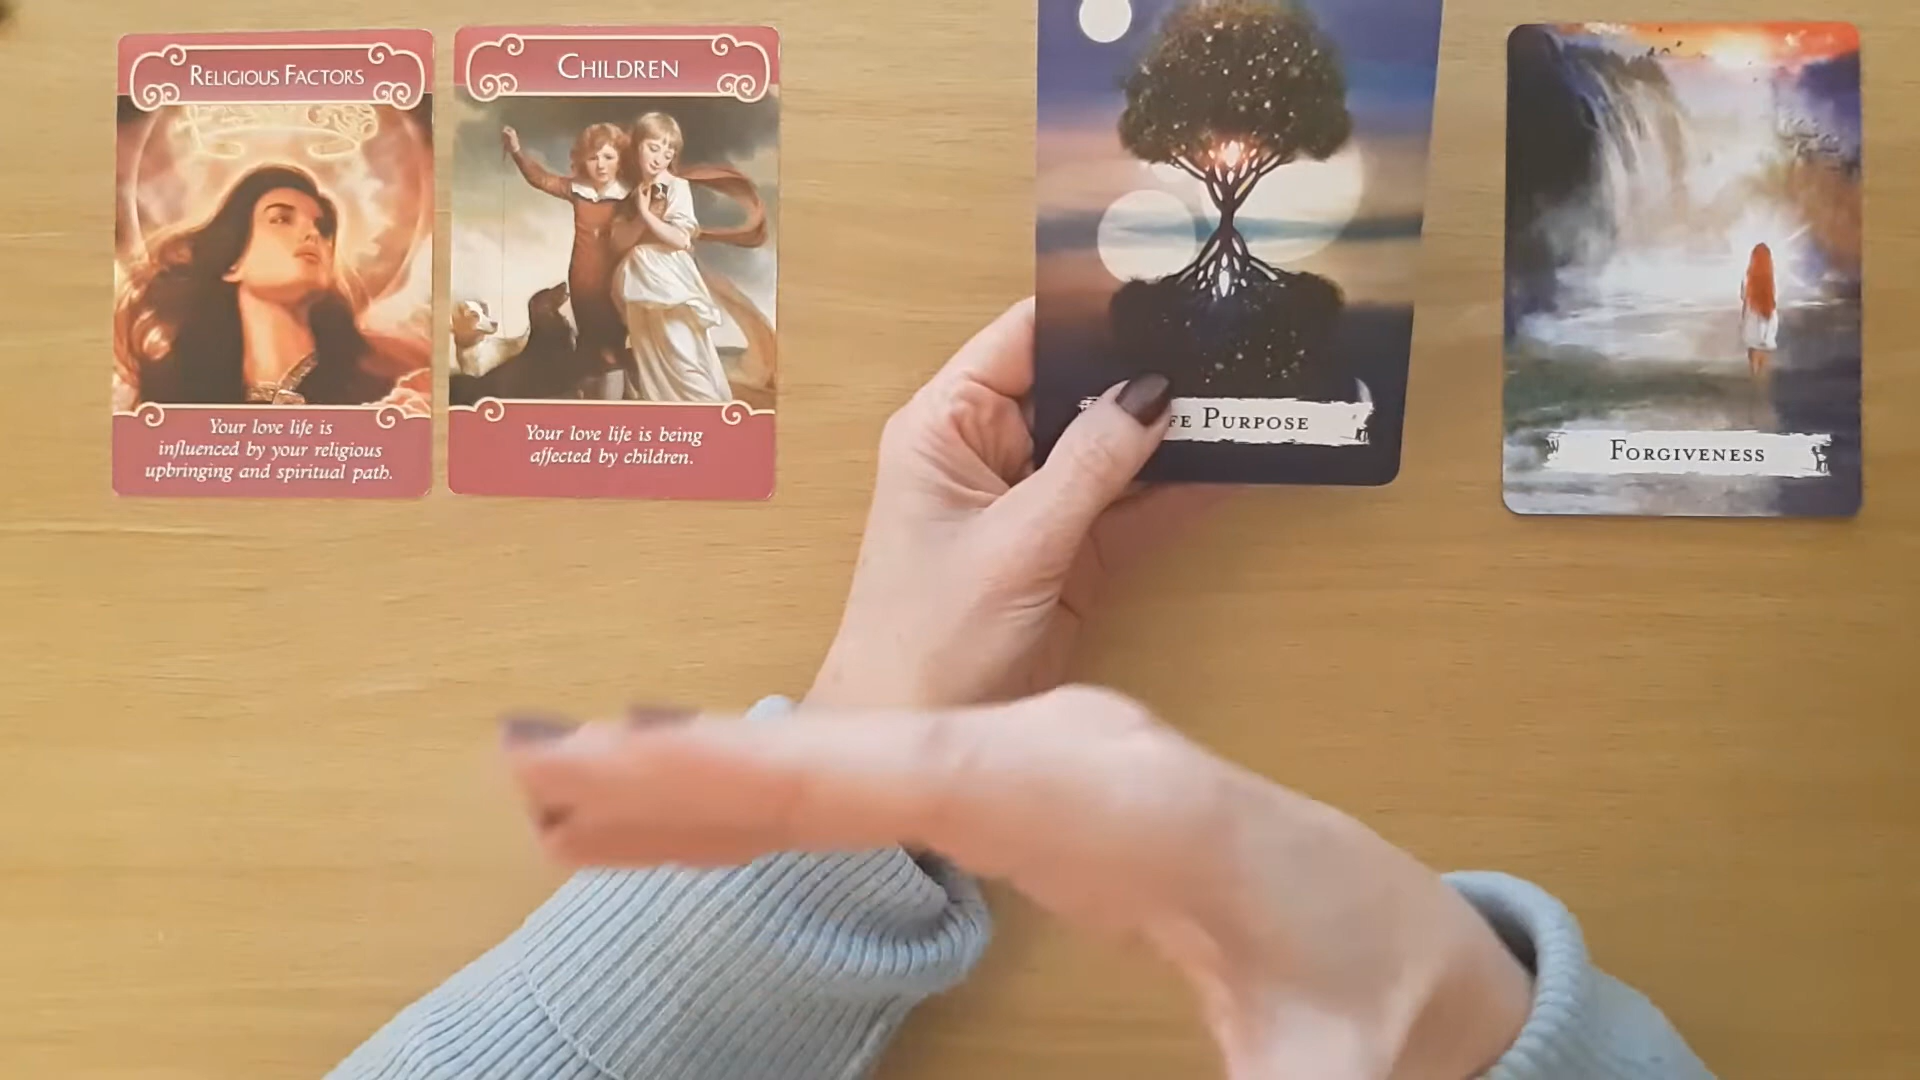 RELIGIOUS FACTORS
Your love life is
influenced by your religious
upbringing and spiritual path.
CHILDREN
Your love life is being
affected by children.
PURPOSE
FORGIVENESS